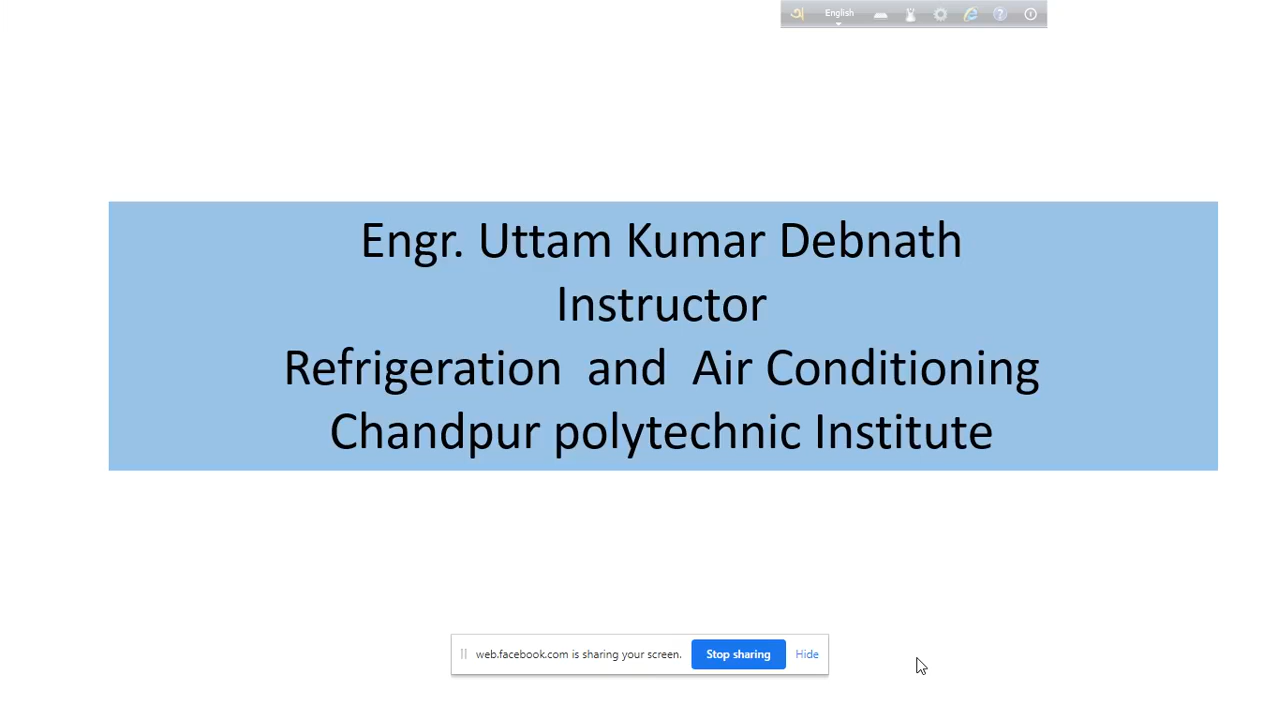 অ English
Engr. Uttam Kumar Debnath
Instructor
Refrigeration and Air Conditioning
Chandpur polytechnic Institute
web.facebook.com is sharing your screen. Stop sharing Hide